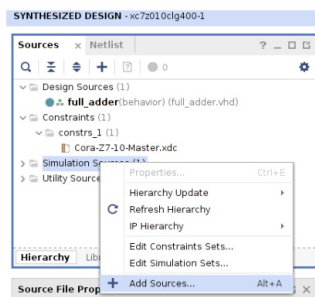 SYNTHESIZED DESIGN - xc7z010clg400-1
Sources × Netlist ? _
0
Design Sources (1)
full_adder(behavior) (full_adder.vhd)
Constraints (1)
constrs_1 (1)
Cora-Z7-10-Master.xdc
Simulation Sources (1)
Utility Source
Properties... Ctrl+E
Hierarchy Update
Refresh Hierarchy
IP Hierarchy
Edit Constraints Sets...
Edit Simulation Sets...
Add Sources... Alt+A
Hierarchy Lib
Source File Prop